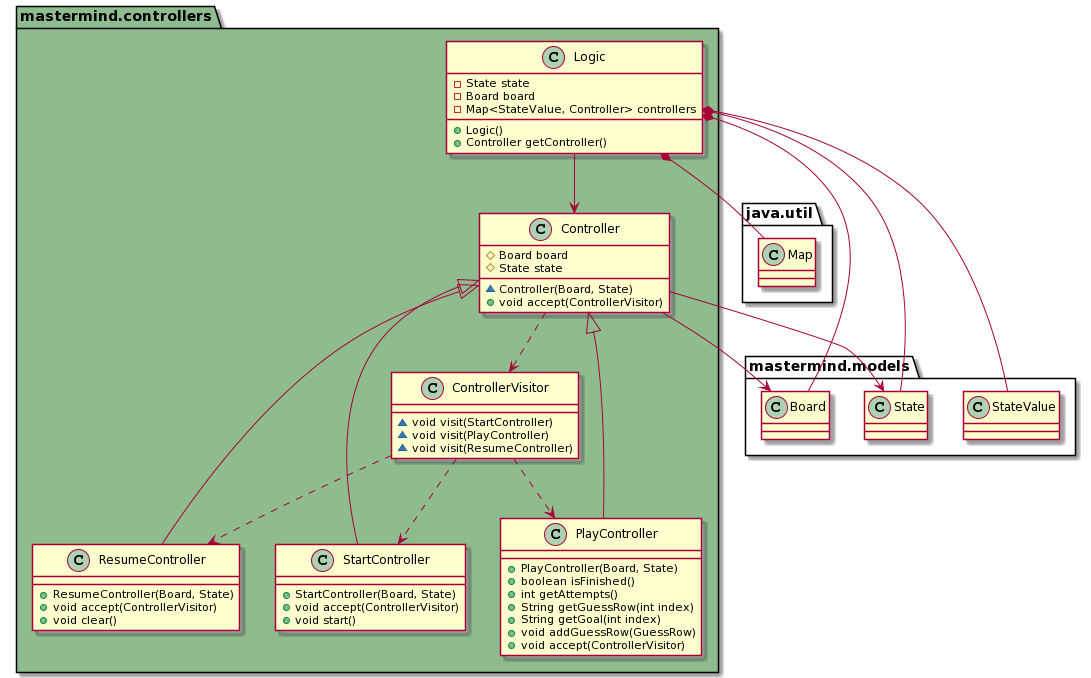 mastermind.controllers
C Logic
State state
Board board
Map<StateValue, Controller> controllers
Logic()
Controller getController()
java.util
C Map
C Controller
Board board
State state
Controller(Board, State)
void accept(ControllerVisitor)
mastermind.models
C Board
C State
C StateValue
C ControllerVisitor
void visit(StartController)
void visit(PlayController)
void visit(ResumeController)
C ResumeController
ResumeController(Board, State)
void accept(ControllerVisitor)
void clear()
C StartController
StartController(Board, State)
void accept(ControllerVisitor)
void start()
C PlayController
PlayController(Board, State)
boolean isFinished()
int getAttempts()
String getGuessRow(int index)
String getGoal(int index)
void addGuessRow(GuessRow)
void accept(ControllerVisitor)